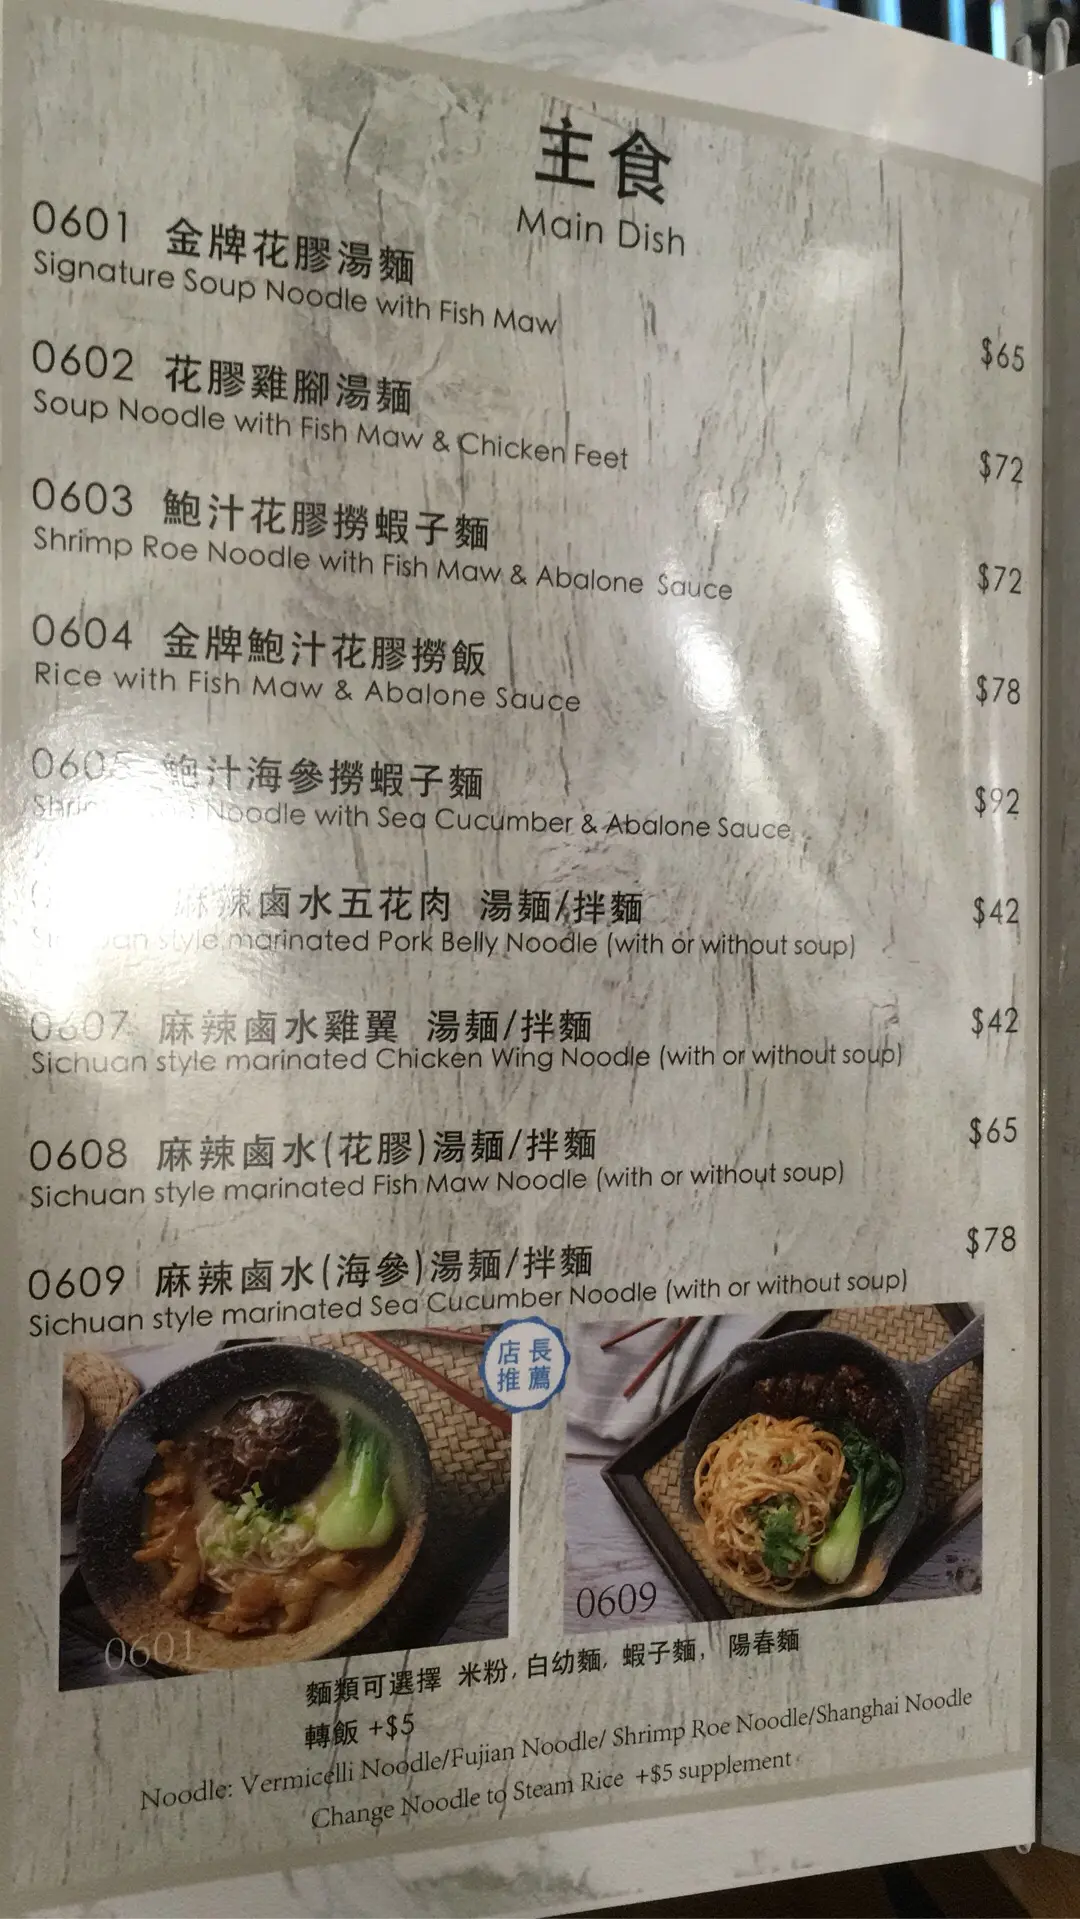 主食
Main Dish
0601 金牌花膠湯麵
Signature Soup Noodle with Fish Maw
$65
0602 花膠雞腳湯麵
Soup Noodle with Fish Maw & Chicken Feet
$72
0603 鮑汁花膠撈蝦子麵
Shrimp Roe Noodle with Fish Maw & Abalone Sauce
$72
0604 金牌鮑汁花膠撈飯
Rice with Fish Maw & Abalone Sauce
$78
0605 鮑汁海參撈蝦子麵
Noodle with Sea Cucumber & Abalone Sauce
$92
麻辣鹵水五花肉 湯麵/拌麵
style marinated Pork Belly Noodle (with or without soup)
$42
0607 麻辣鹵水雞翼 湯麵/拌麵
Sichuan style marinated Chicken Wing Noodle (with or without soup)
$42
0608 麻辣鹵水(花膠)湯麵/拌麵
Sichuan style marinated Fish Maw Noodle (with or without soup)
$65
0609 麻辣鹵水(海參)湯麵/拌麵
Sichuan style marinated Sea Cucumber Noodle (with or without soup)
$78
店長
推薦
0601
0609
麵類可選擇 米粉, 白幼麵, 蝦子麵, 陽春麵
轉飯 +$5
Noodle: Vermicelli Noodle/Fujian Noodle/ Shrimp Roe Noodle/Shanghai Noodle
Change Noodle to Steam Rice +$5 supplement